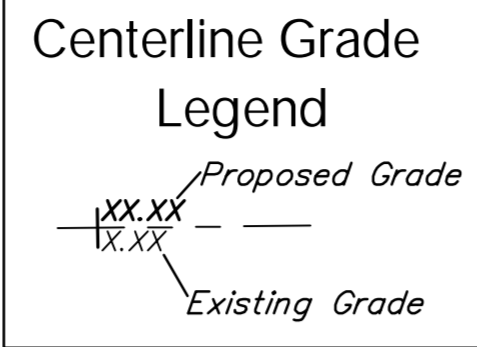 Centerline Grade
Legend
Proposed Grade
XX.XX
X.XX
Existing Grade